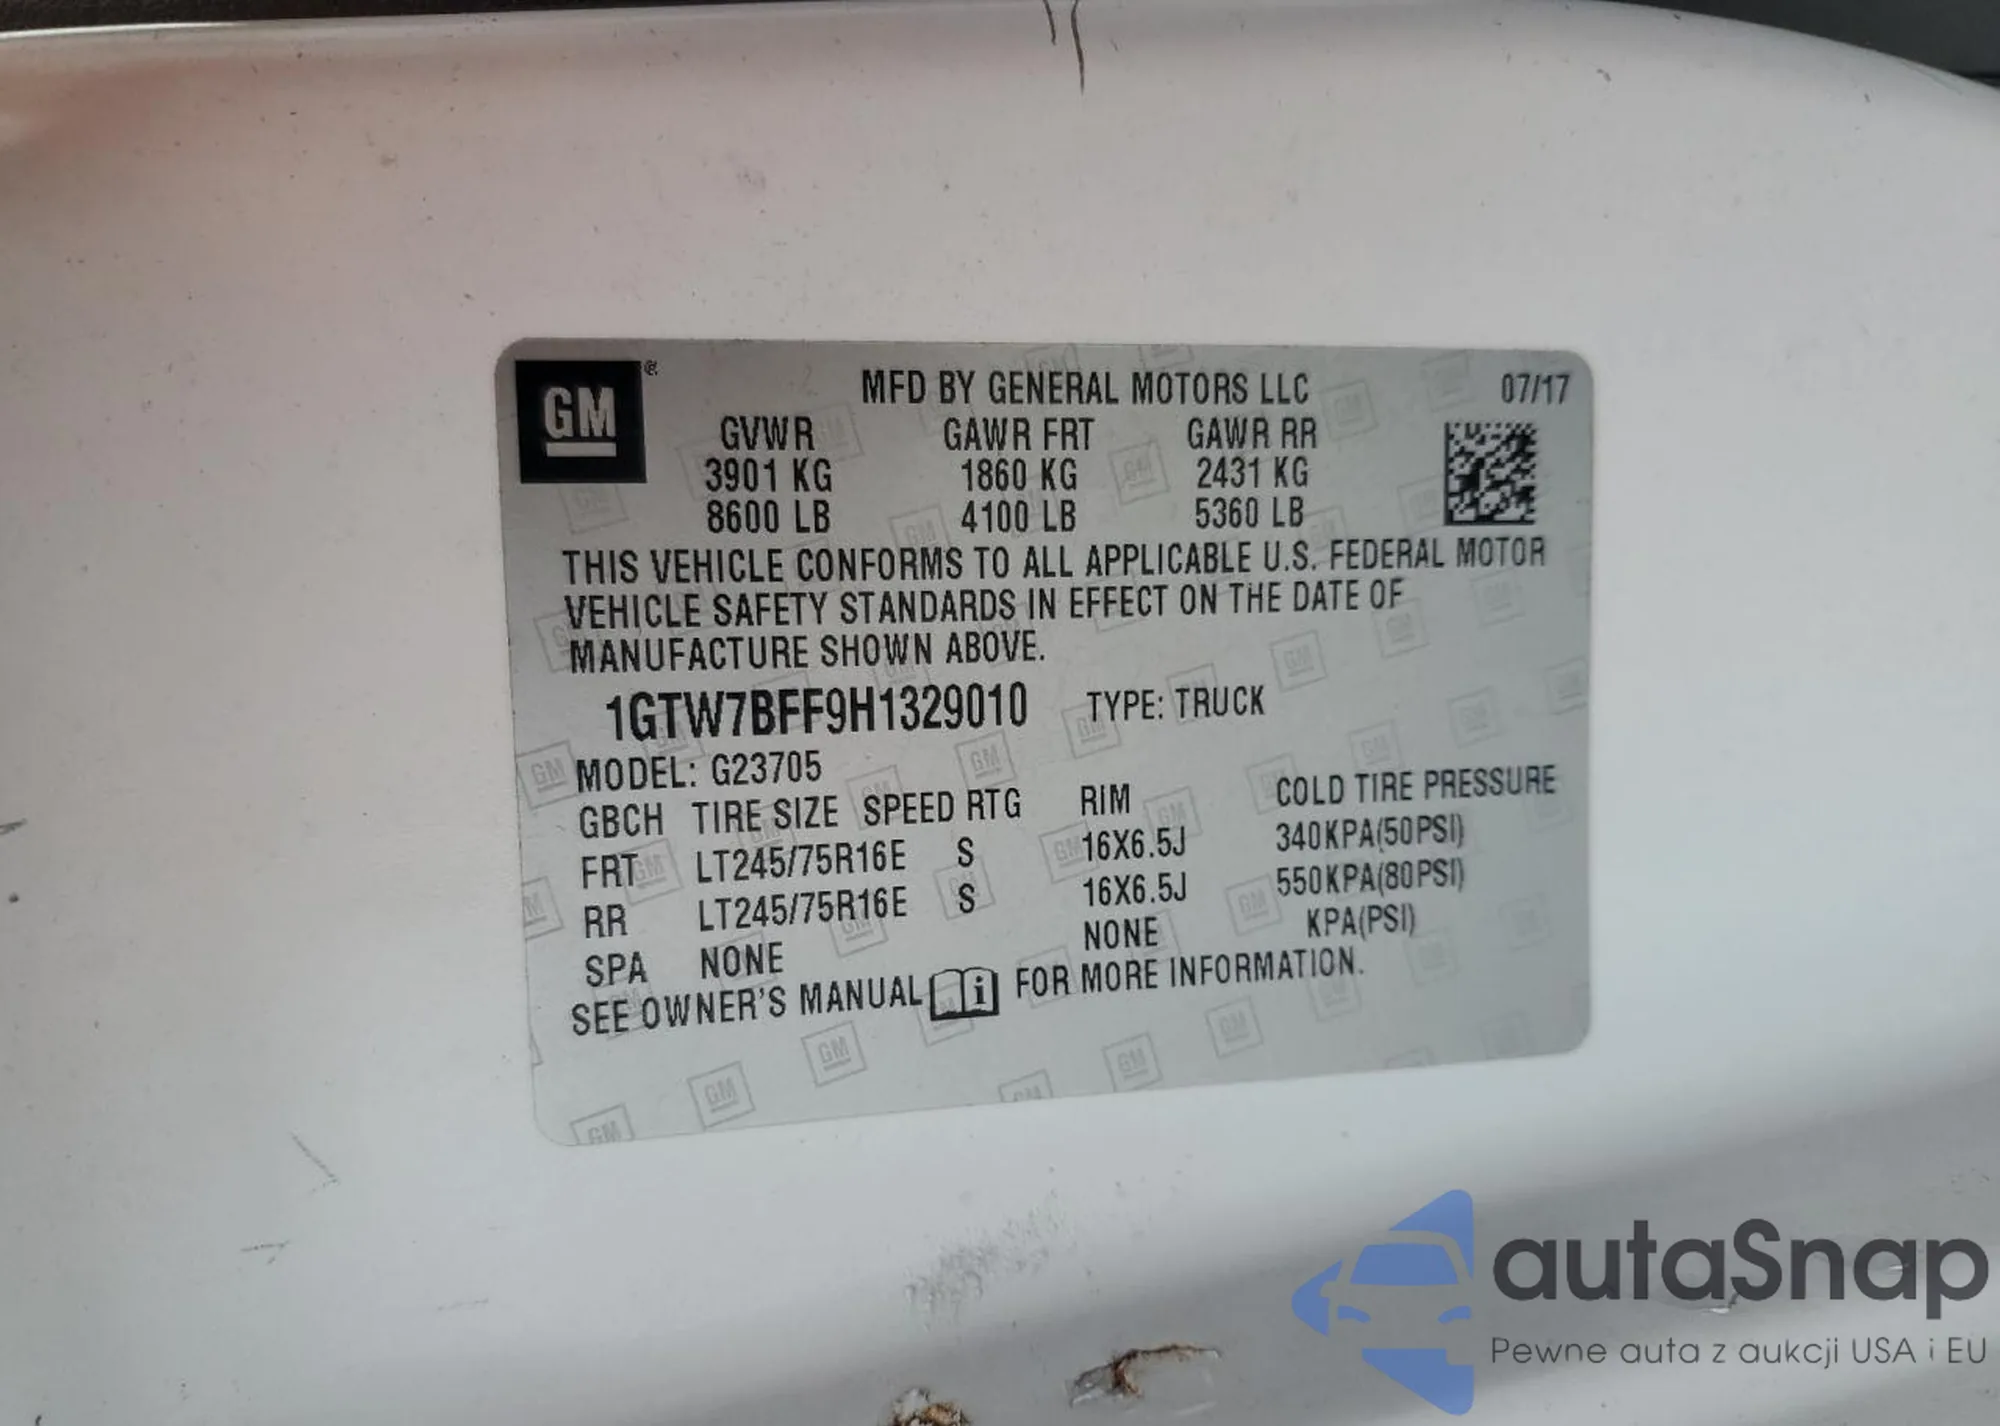 GM
MFD BY GENERAL MOTORS LLC 07/17
GVWR GAWR FRT GAWR RR
3901 KG 1860 KG 2431 KG
8600 LB 4100 LB 5360 LB
THIS VEHICLE CONFORMS TO ALL APPLICABLE U.S. FEDERAL MOTOR
VEHICLE SAFETY STANDARDS IN EFFECT ON THE DATE OF
MANUFACTURE SHOWN ABOVE.
1GTW7BFF9H1329010 TYPE: TRUCK
MODEL: G23705
GBCH TIRE SIZE SPEED RTG RIM COLD TIRE PRESSURE
FRT LT245/75R16E S 16X6.5J 340KPA(50PSI)
RR LT245/75R16E S 16X6.5J 550KPA(80PSI)
SPA NONE NONE KPA(PSI)
SEE OWNER'S MANUAL i FOR MORE INFORMATION.
autaSnap
Pewne auta z aukcji USA i EU